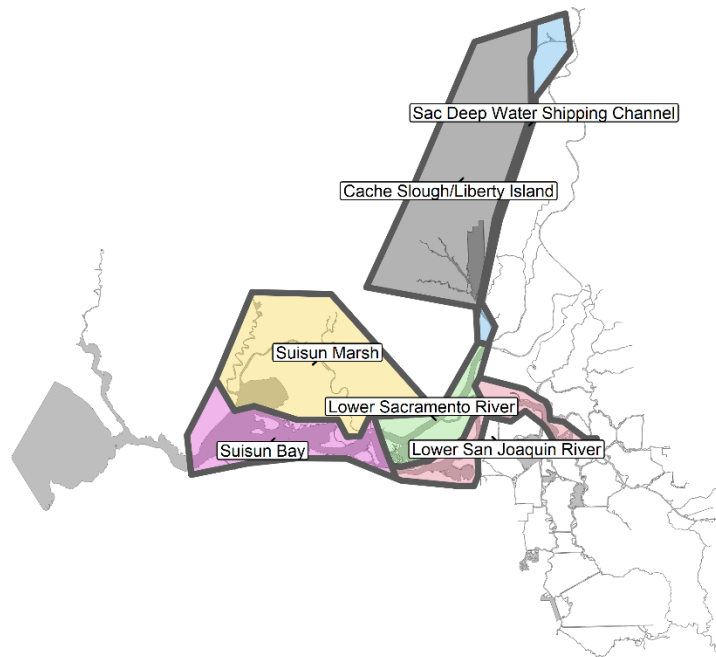 Sac Deep Water Shipping Channel
Cache Slough/Liberty Island
Suisun Marsh
Lower Sacramento River
Suisun Bay
Lower San Joaquin River